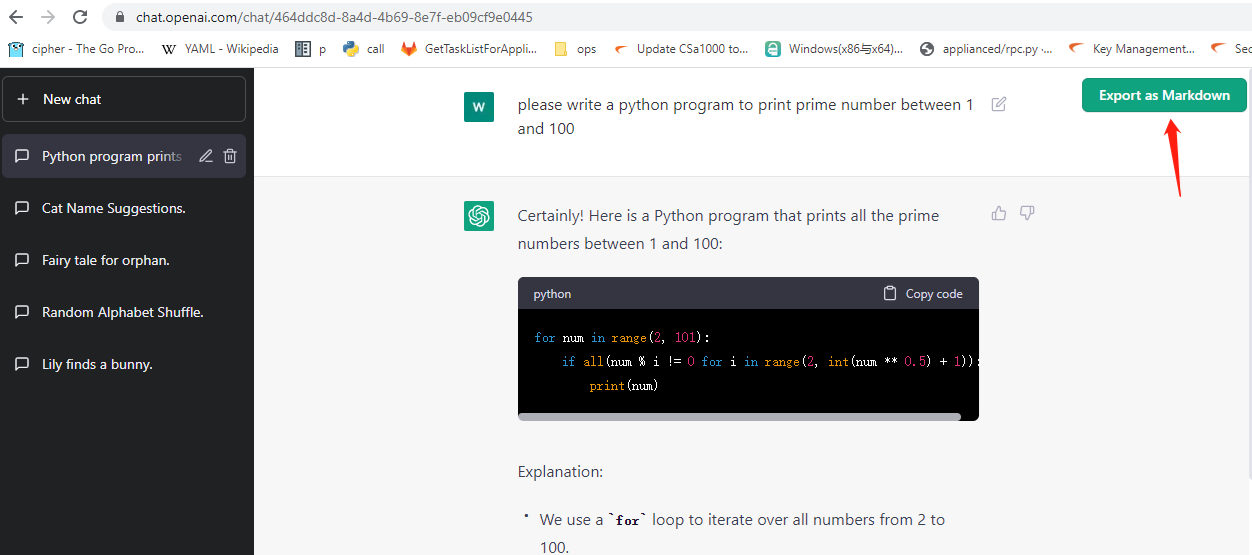 chat.openai.com/chat/464ddc8d-8a4d-4b69-8e7f-eb09cf9e0445
cipher - The Go Pro... W YAML - Wikipedia p call GetTaskListForAppli... ops Update CSa1000 to... Windows(x86与x64)... applianced/rpc.py ·... Key Management... Sec
+ New chat
Python program prints
Cat Name Suggestions.
Fairy tale for orphan.
Random Alphabet Shuffle.
Lily finds a bunny.
W
please write a python program to print prime number between 1
and 100
Export as Markdown
Certainly! Here is a Python program that prints all the prime
numbers between 1 and 100:
python Copy code
for num in range(2, 101):
    if all(num % i != 0 for i in range(2, int(num ** 0.5) + 1)):
        print(num)
Explanation:
• We use a `for` loop to iterate over all numbers from 2 to
100.